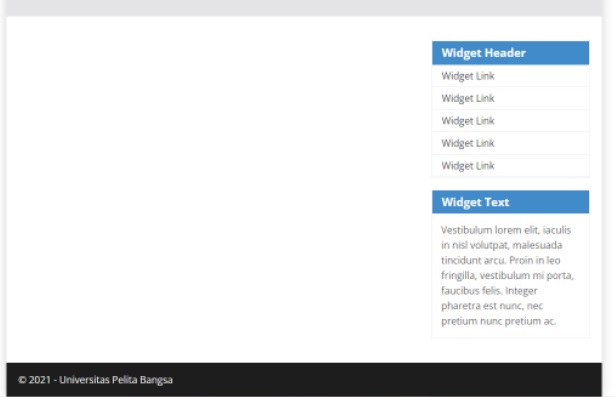 Widget Header
Widget Link
Widget Link
Widget Link
Widget Link
Widget Link
Widget Text
Vestibulum lorem elit, iaculis
in nisl volutpat, malesuada
tincidunt arcu. Proin in leo
fringilla, vestibulum mi porta,
faucibus felis. Integer
pharetra est nunc, nec
pretium nunc pretium ac.
© 2021 - Universitas Pelita Bangsa